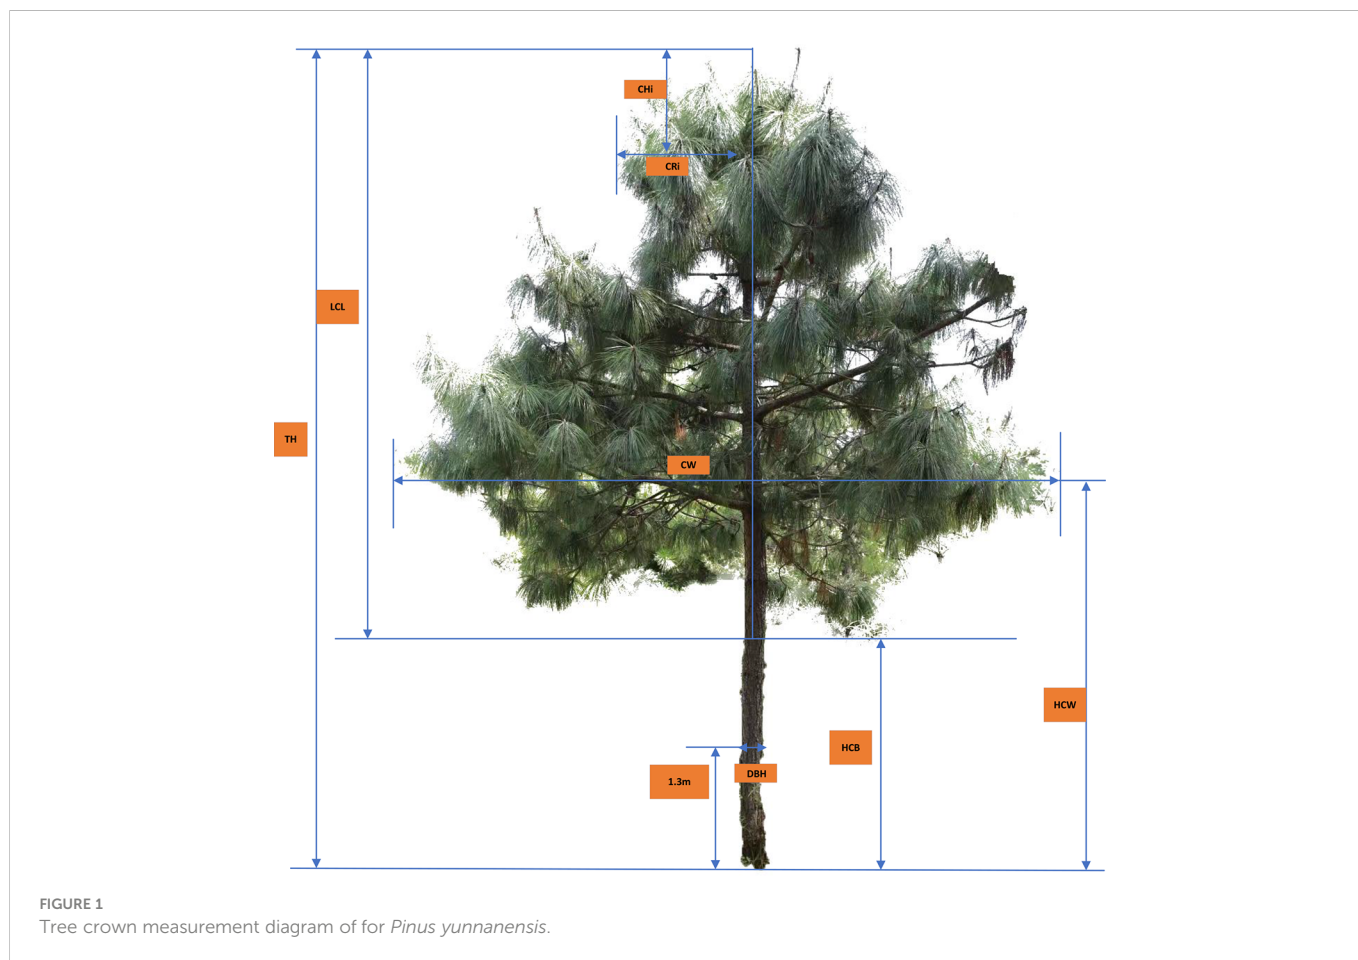 CHi
CRi
LCL
TH
CW
HCW
HCB
DBH
1.3m
FIGURE 1
Tree crown measurement diagram of for Pinus yunnanensis.